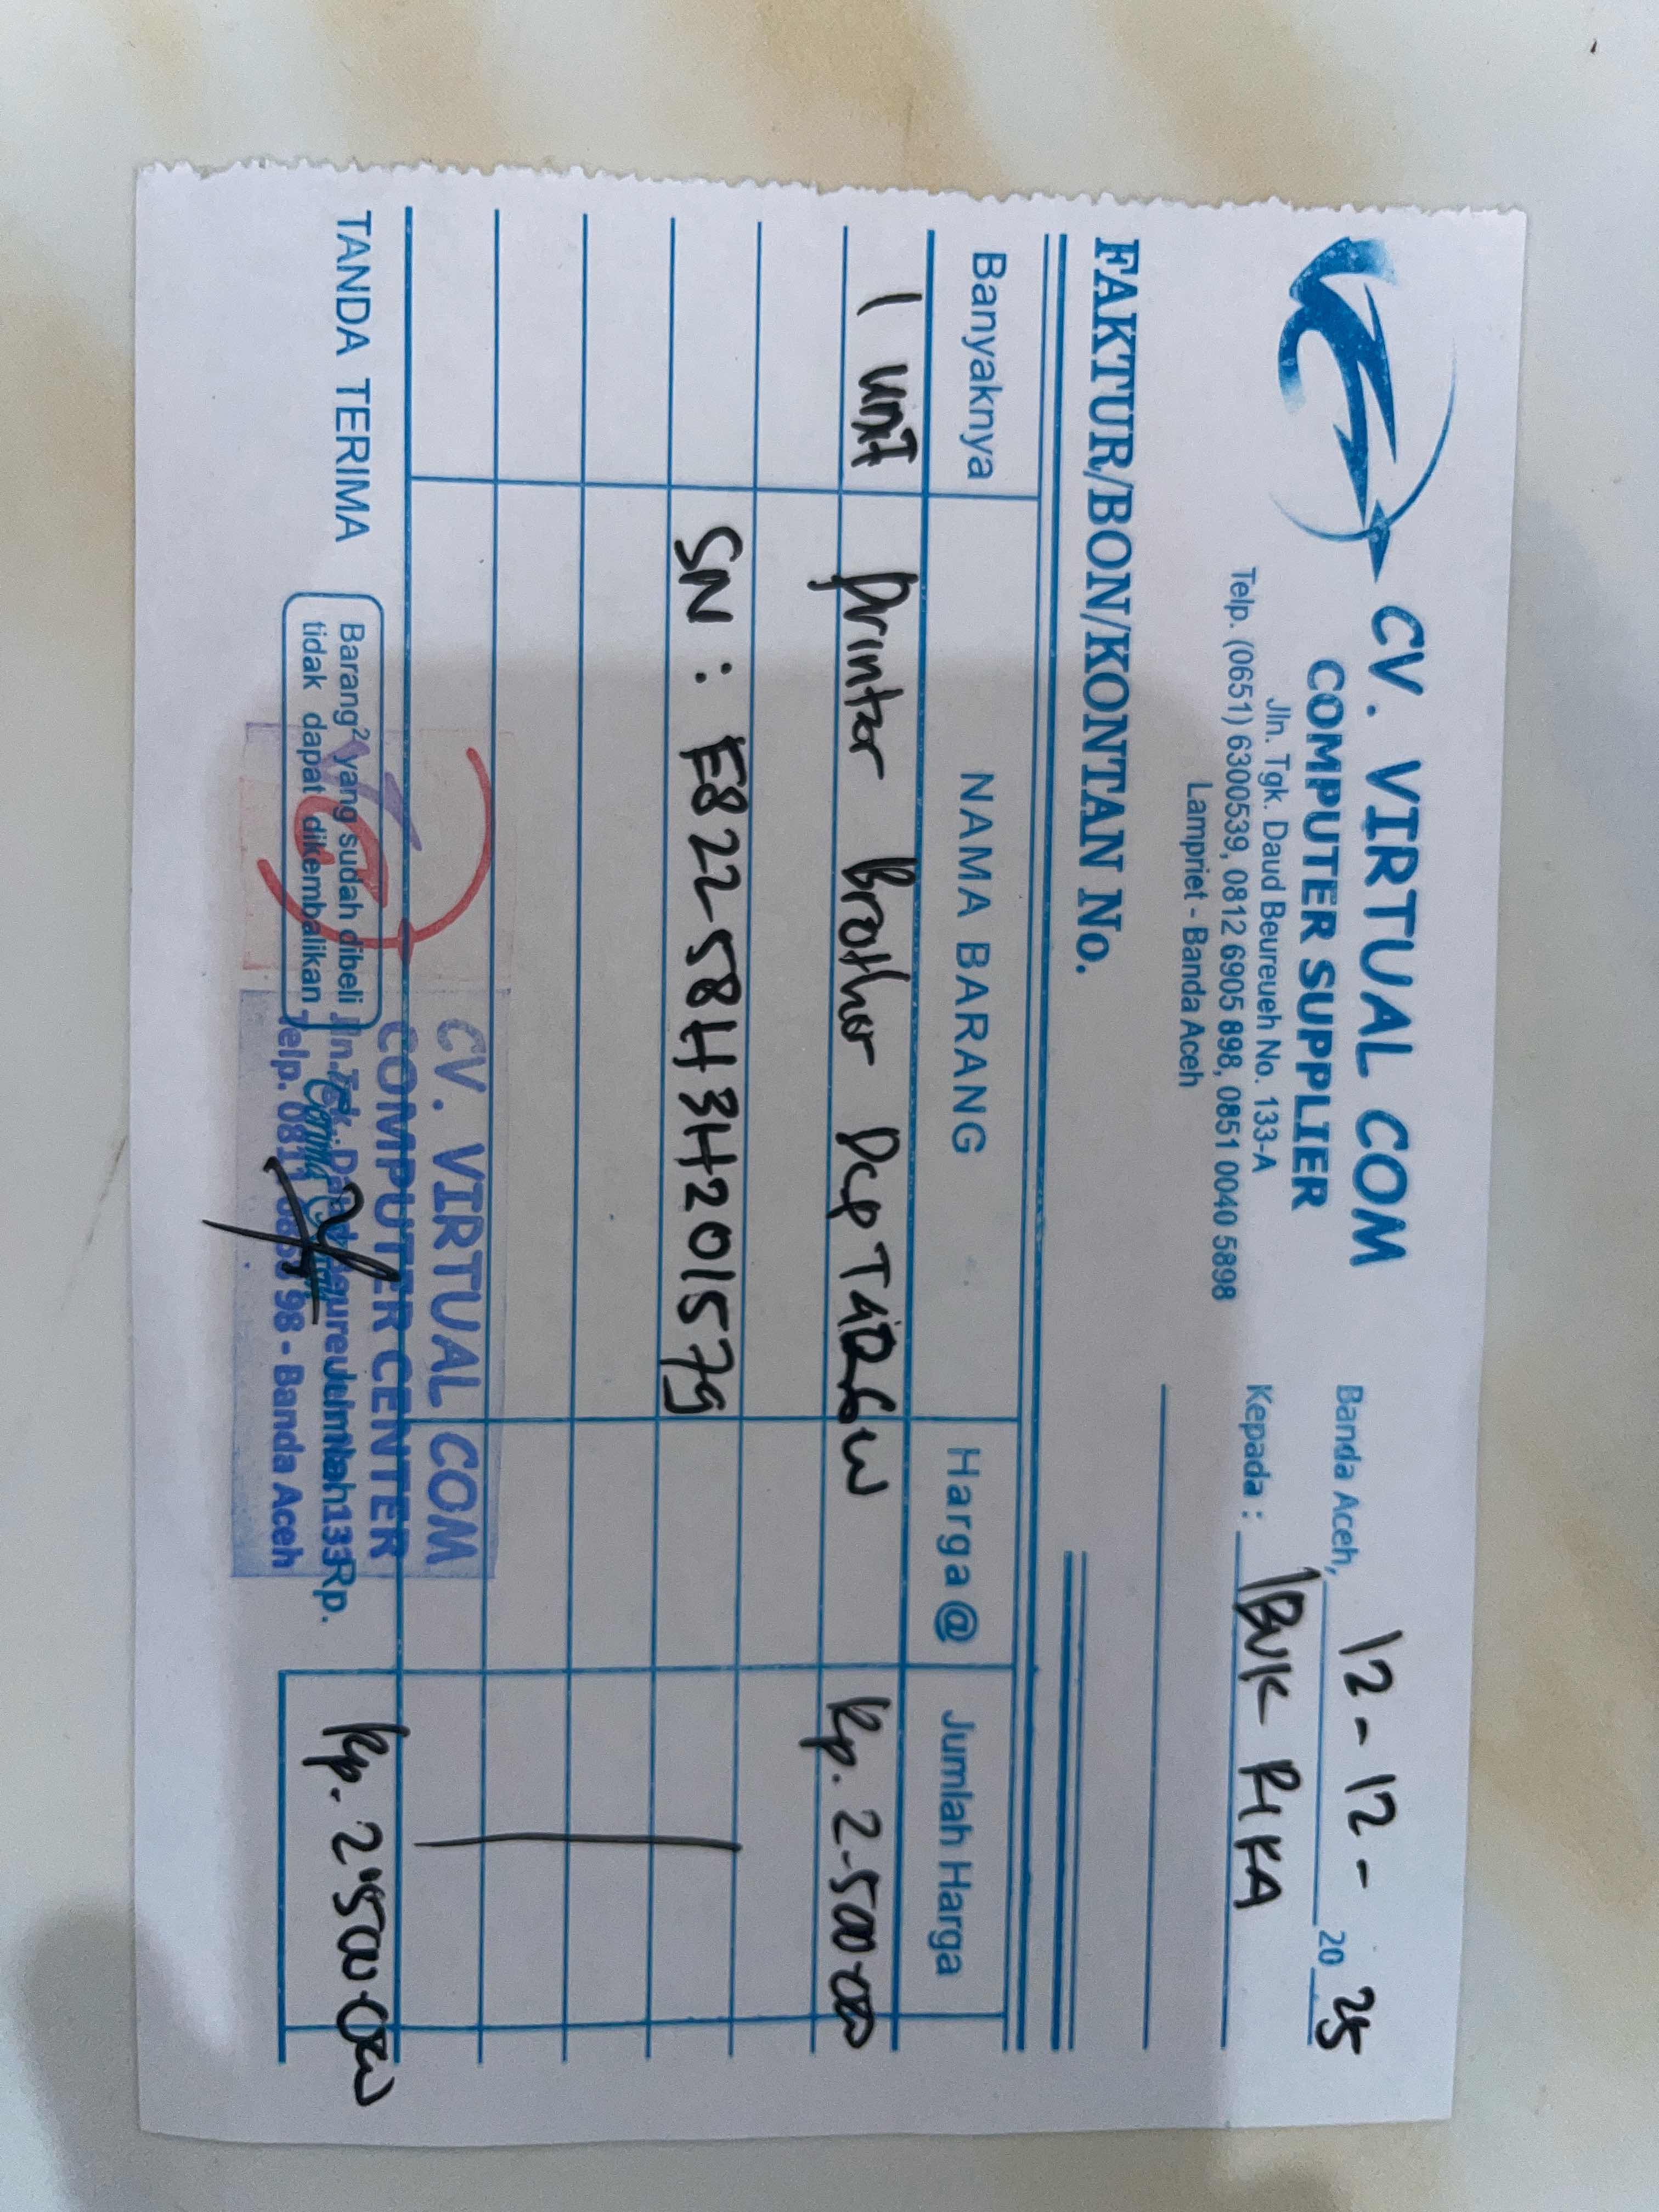 CV. VIRTUAL COM
COMPUTER SUPPLIER
Jln. Tgk. Daud Beureueh No. 133-A
Telp. (0651) 6300539, 0812 6905 898, 0851 0040 5898
Lampriet - Banda Aceh
Banda Aceh, 12-12- 2025
Kepada : IBUK RIKA
FAKTUR/BON/KONTAN No.
Banyaknya NAMA BARANG Harga @ Jumlah Harga
1 unit Printer Brother DCP T426W Rp. 2.500.000
SN : E82258H3H201579
TANDA TERIMA
Barang² yang sudah dibeli
tidak dapat dikembalikan
Jumlah Rp. Rp. 2.500.000
CV. VIRTUAL COM
COMPUTER CENTER
Banda Aceh